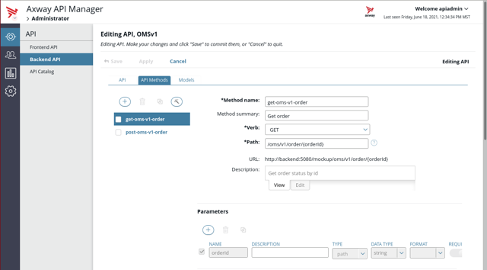 Axway API Manager
Administrator
Welcome apiadmin
Last seen Friday, June 18, 2021, 12:34:34 PM MST
API
Frontend API
Backend API
API Catalog
Editing API, OMSv1
Editing API. Make your changes and click "Save" to commit them, or "Cancel" to quit.
Save
Apply
Cancel
Editing API
API
API Methods
Models
get-oms-v1-order
post-oms-v1-order
*Method name:
get-oms-v1-order
Method summary:
Get order
*Verb:
GET
*Path:
/oms/v1/order/{orderId}
URL:
http://backend:5080/mockup/oms/v1/order/{orderId}
Description:
Get order status by id
View
Edit
Parameters
NAME
DESCRIPTION
TYPE
DATA TYPE
FORMAT
REQUI
orderId
path
string